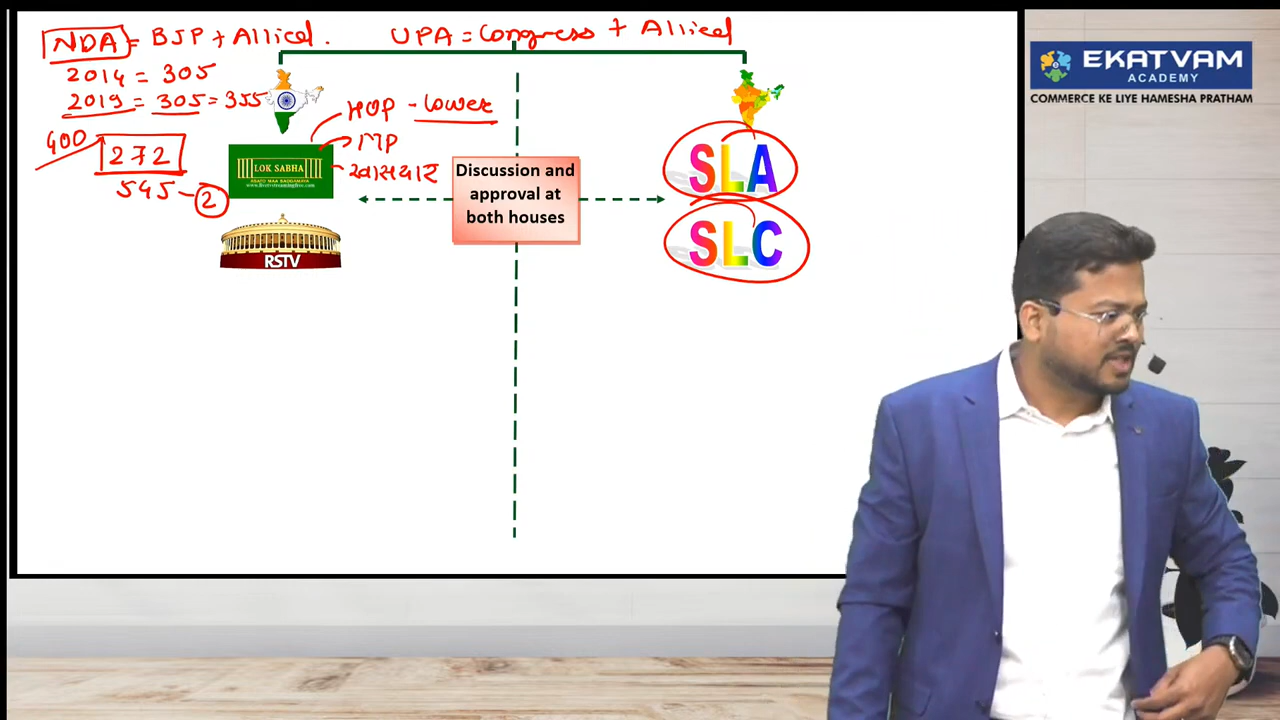 NDA = BJP + Allied.
UPA = Congress + Allied
2014 = 305
2019 = 305 = 355
400
272
545 - 2
HOP - lower
MP
LOK SABHA
RSTV
Discussion and
approval at
both houses
SLA
SLC
EKATVAM
ACADEMY
COMMERCE KE LIYE HAMESHA PRATHAM